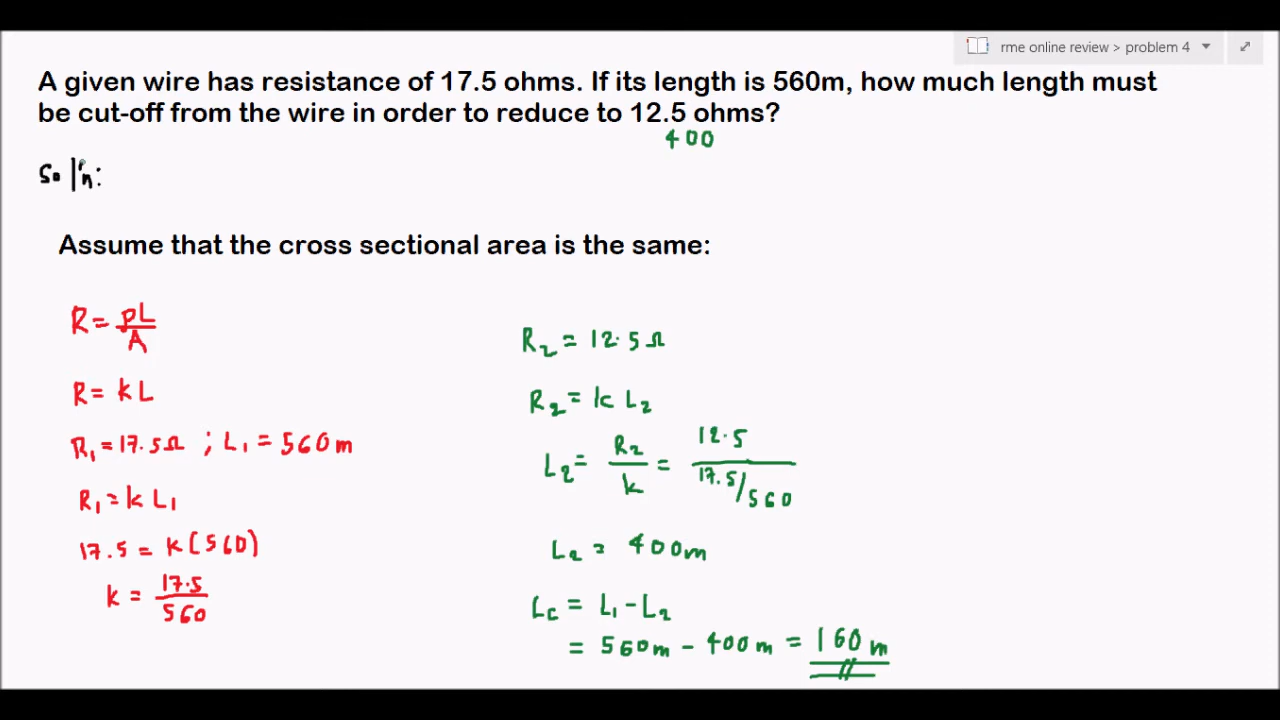 rme online review > problem 4
A given wire has resistance of 17.5 ohms. If its length is 560m, how much length must
be cut-off from the wire in order to reduce to 12.5 ohms?
400
Sol'n:
Assume that the cross sectional area is the same:
R = ρL/A
R = kL
R₁ = 17.5Ω ; L₁ = 560m
R₁ = k L₁
17.5 = k(560)
k = 17.5/560
R₂ = 12.5Ω
R₂ = k L₂
L₂ = R₂/k = 12.5/(17.5/560)
L₂ = 400m
Lc = L₁ - L₂
= 560m - 400m = 160m